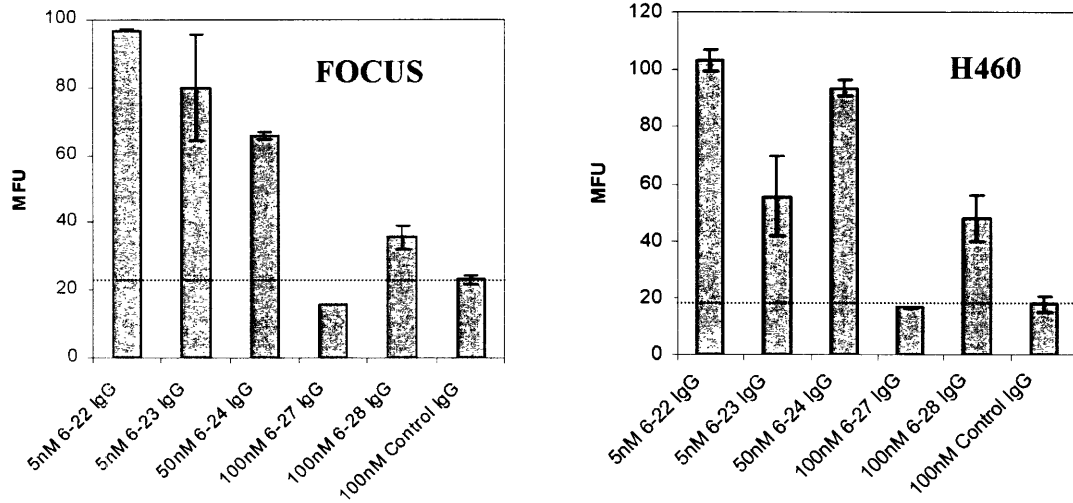 FOCUS
MFU
100
80
60
40
20
0
5nM 6-22 IgG
5nM 6-23 IgG
50nM 6-24 IgG
100nM 6-27 IgG
100nM 6-28 IgG
100nM Control IgG
H460
MFU
120
100
80
60
40
20
0
5nM 6-22 IgG
5nM 6-23 IgG
50nM 6-24 IgG
100nM 6-27 IgG
100nM 6-28 IgG
100nM Control IgG